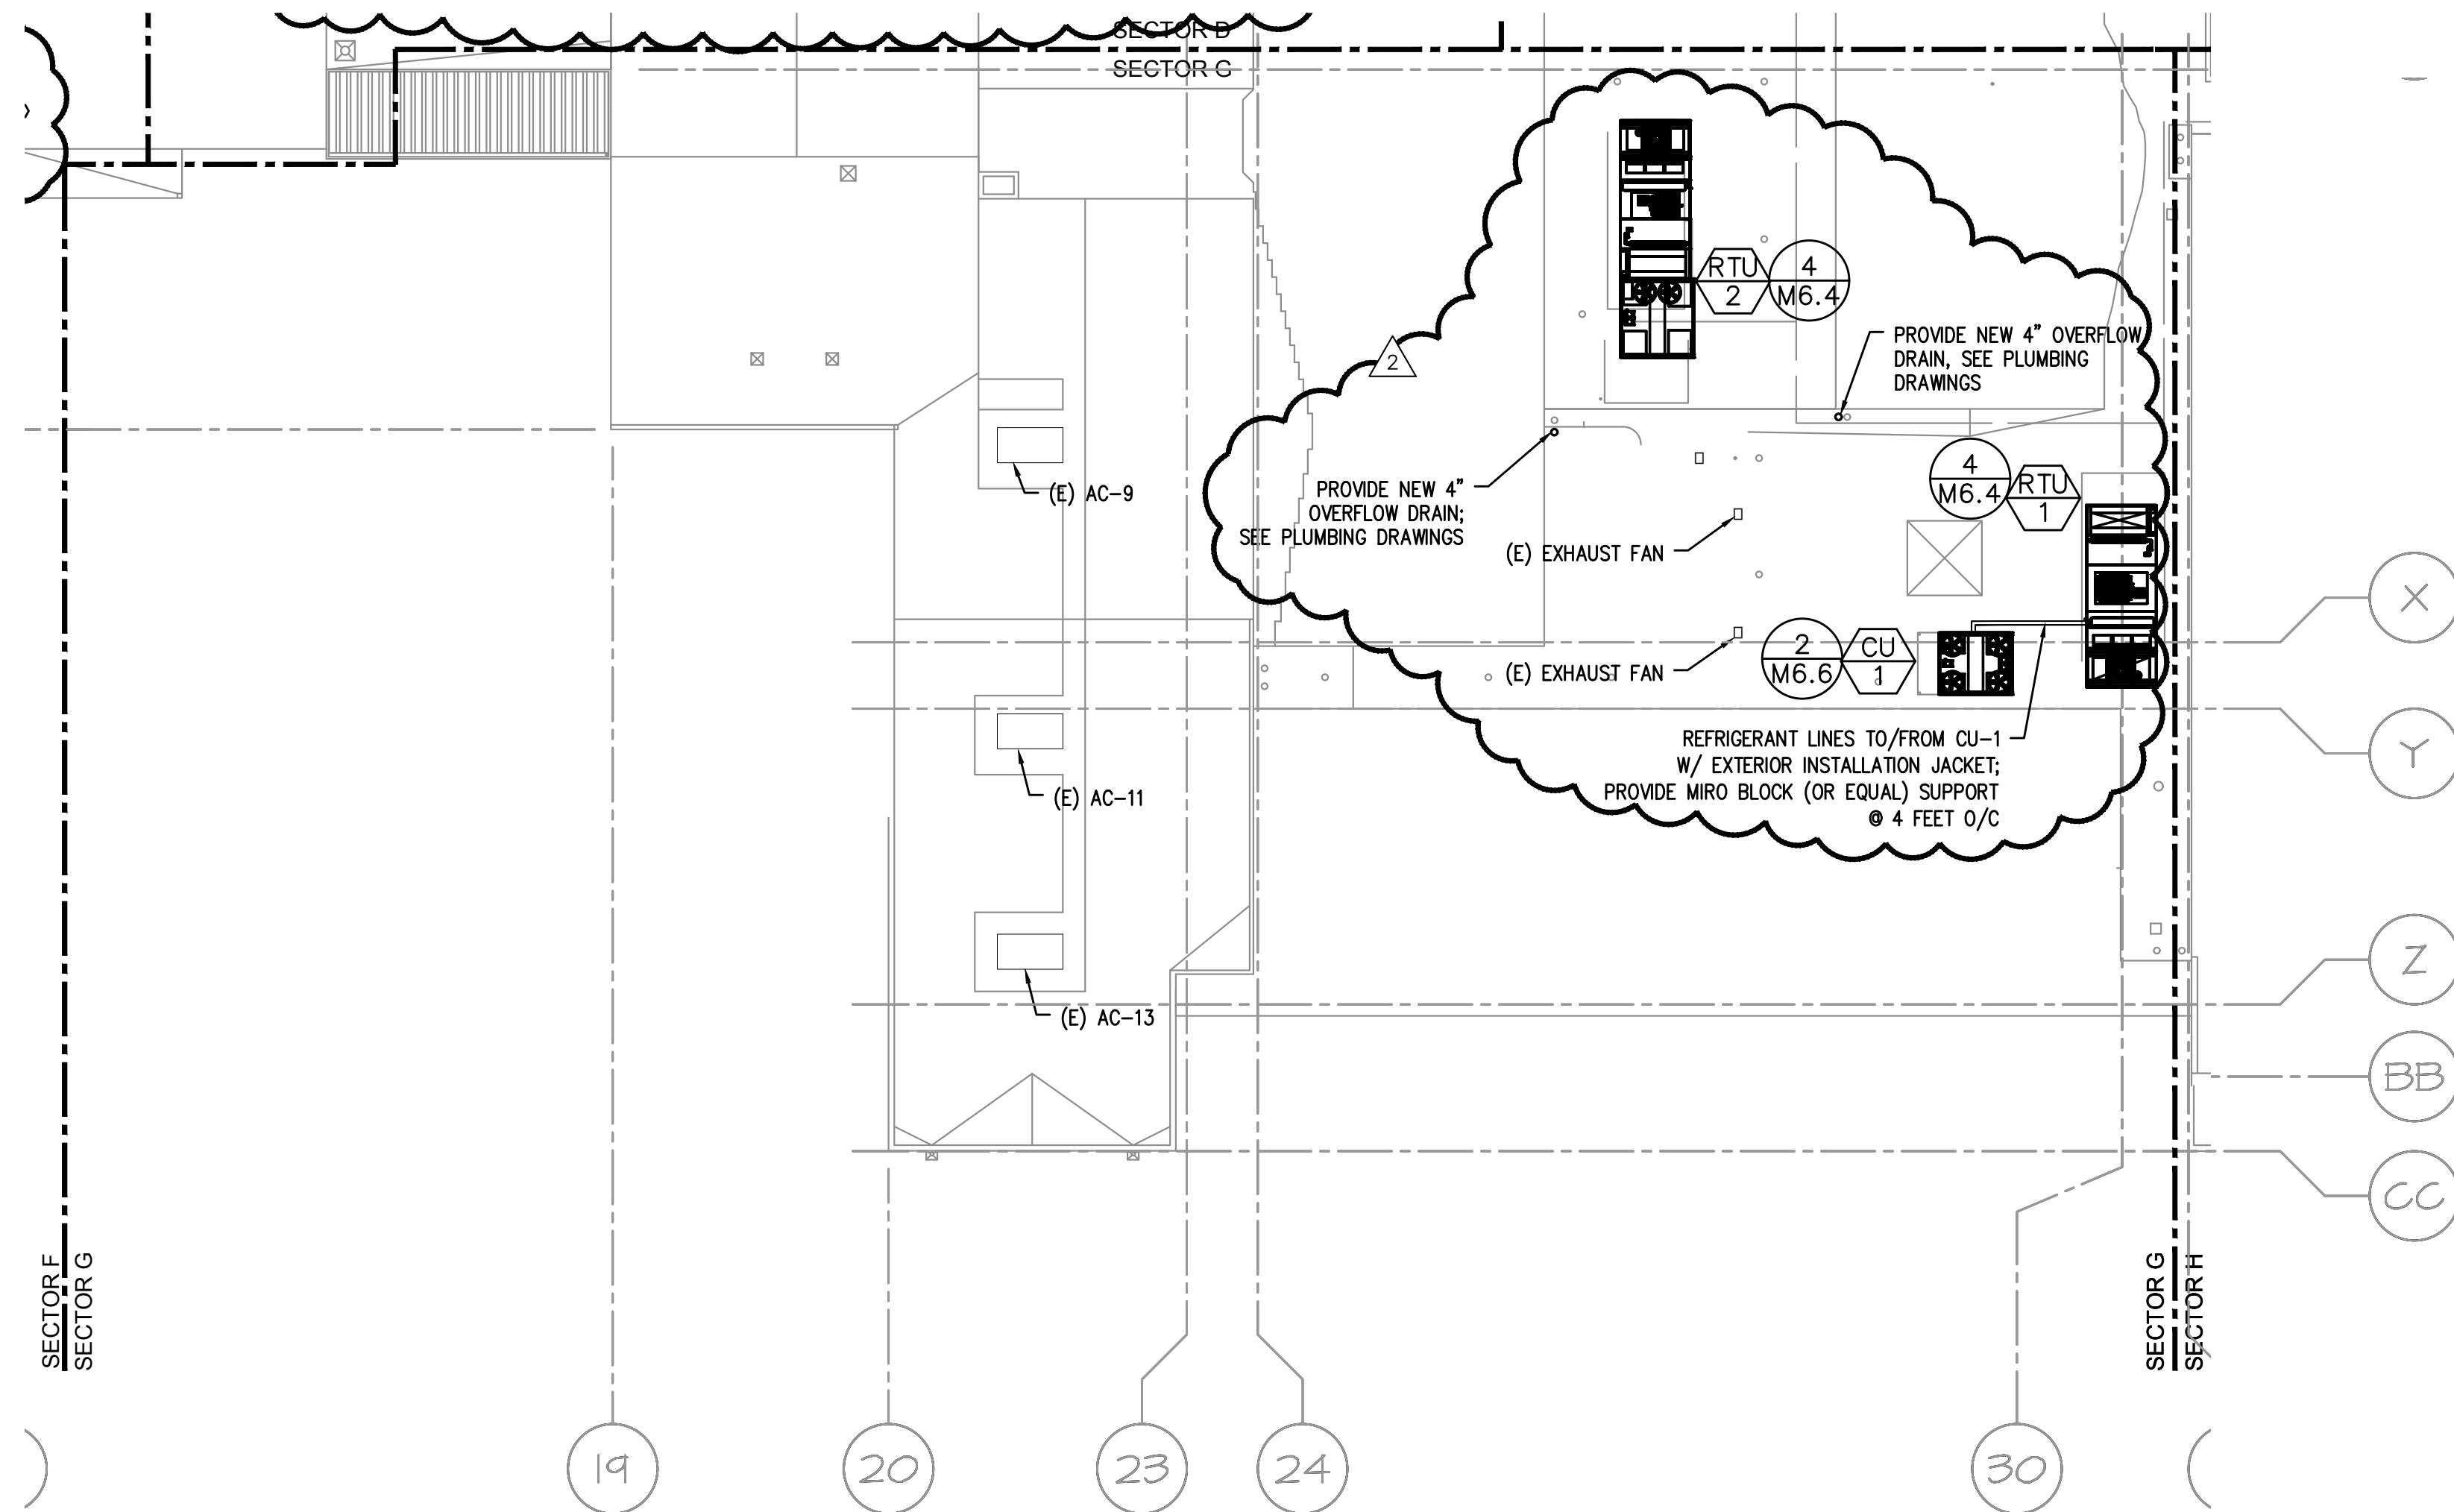 SECTOR D
SECTOR G
RTU
2
4
M6.4
2
PROVIDE NEW 4” OVERFLOW
DRAIN, SEE PLUMBING
DRAWINGS
4
M6.4
RTU
1
(E) AC-9
PROVIDE NEW 4”
OVERFLOW DRAIN;
SEE PLUMBING DRAWINGS
(E) EXHAUST FAN
X
2
M6.6
CU
1
(E) EXHAUST FAN
REFRIGERANT LINES TO/FROM CU-1
W/ EXTERIOR INSTALLATION JACKET;
PROVIDE MIRO BLOCK (OR EQUAL) SUPPORT
@ 4 FEET O/C
Y
(E) AC-11
Z
(E) AC-13
BB
CC
SECTOR F
SECTOR G
SECTOR G
SECTOR H
19
20
23
24
30